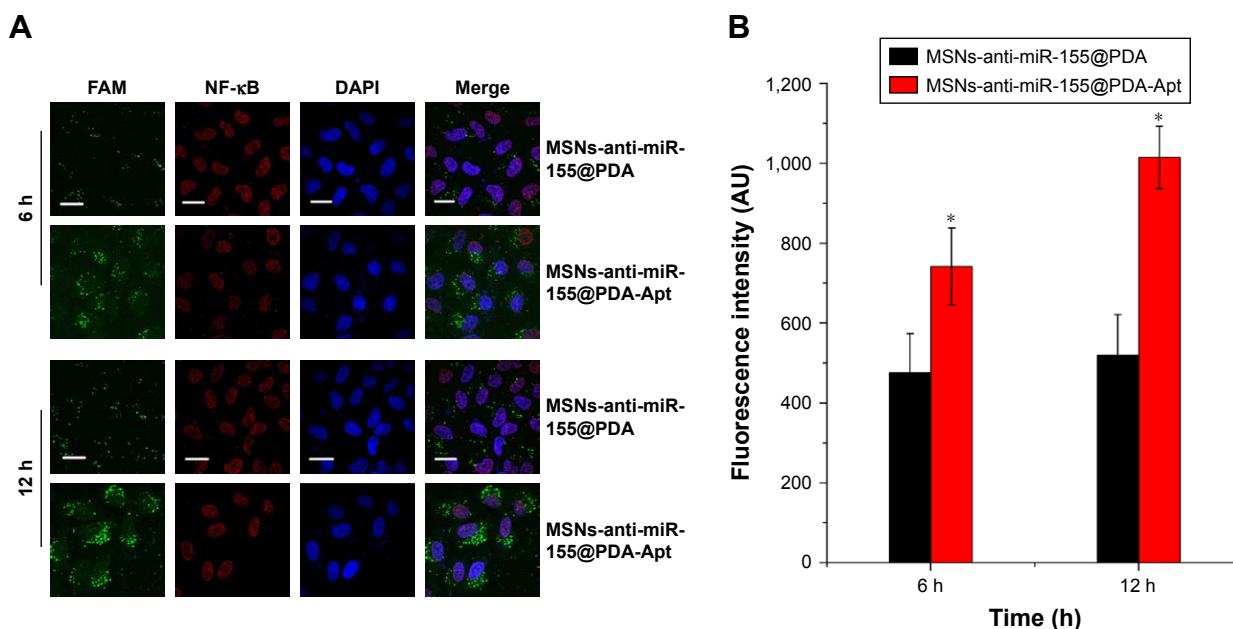 A
FAM NF-κB DAPI Merge
6 h
MSNs-anti-miR-
155@PDA
MSNs-anti-miR-
155@PDA-Apt
12 h
MSNs-anti-miR-
155@PDA
MSNs-anti-miR-
155@PDA-Apt
B
MSNs-anti-miR-155@PDA
MSNs-anti-miR-155@PDA-Apt
Fluorescence intensity (AU)
1,200
1,000
800
600
400
200
0
*
*
6 h 12 h
Time (h)